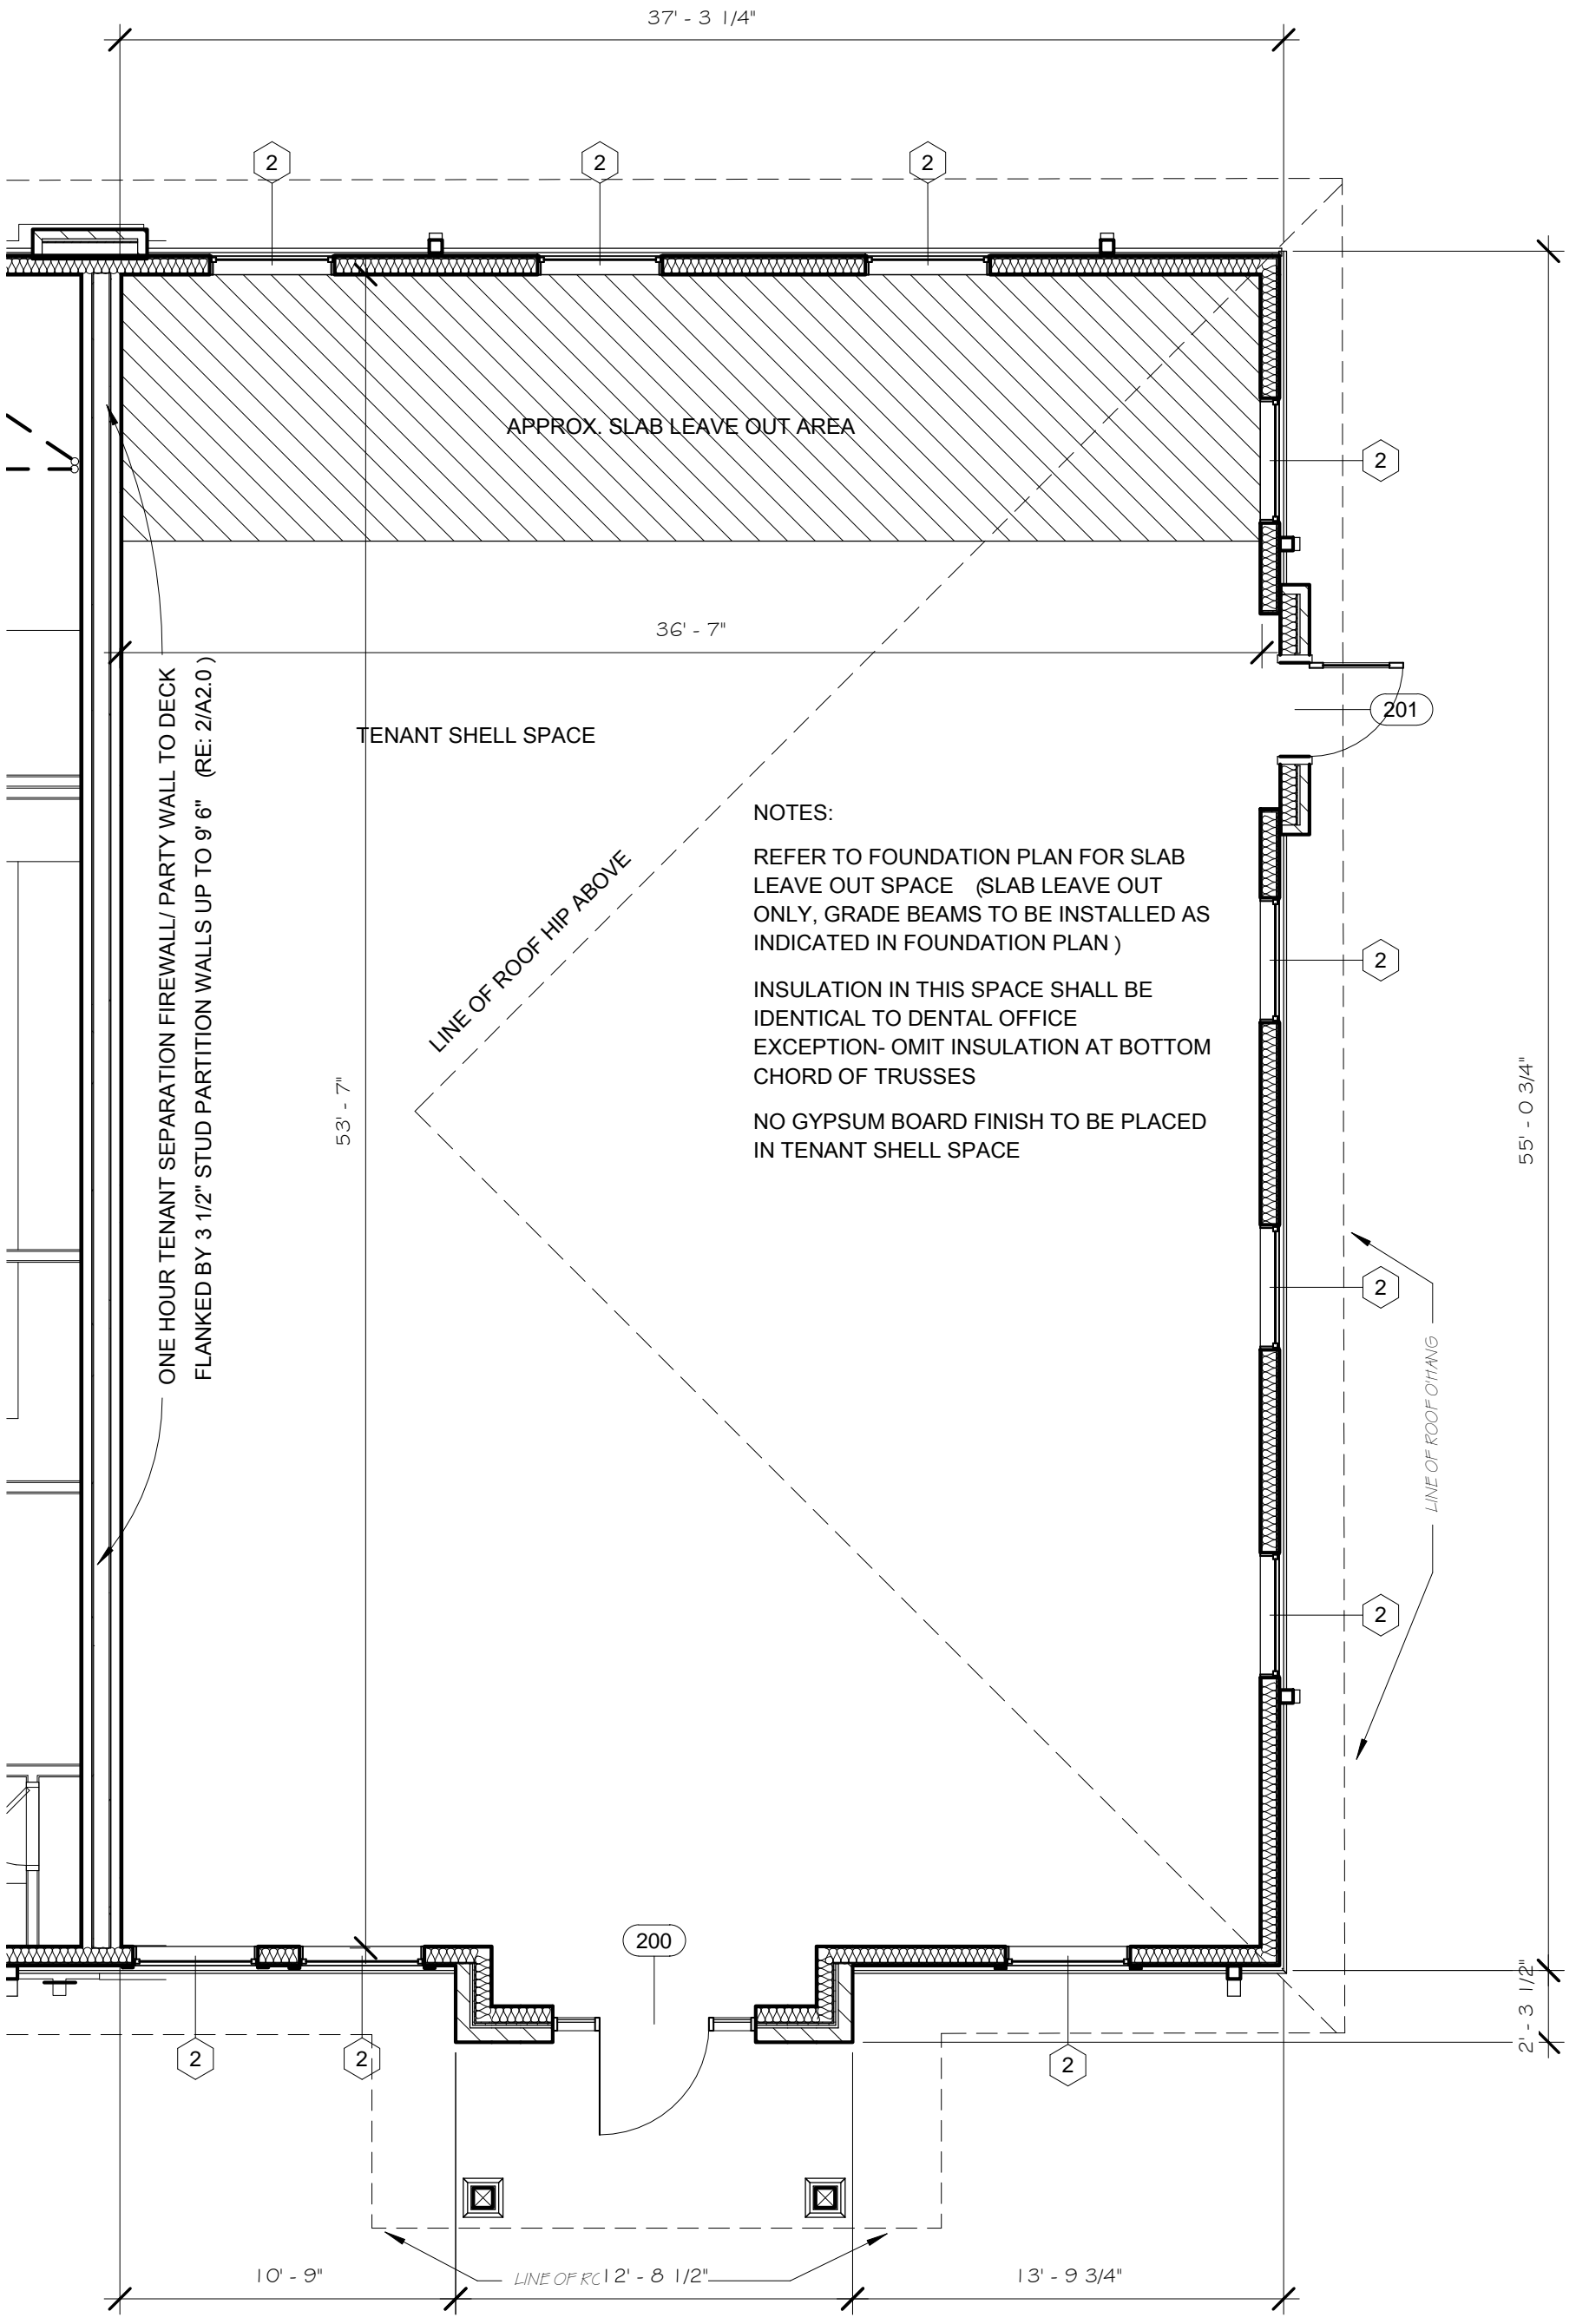 37' - 3 1/4"
2
2
2
APPROX. SLAB LEAVE OUT AREA
2
36' - 7"
201
TENANT SHELL SPACE
ONE HOUR TENANT SEPARATION FIREWALL/ PARTY WALL TO DECK
FLANKED BY 3 1/2" STUD PARTITION WALLS UP TO 9' 6" (RE: 2/A2.0 )
LINE OF ROOF HIP ABOVE
53' - 7"
NOTES:
REFER TO FOUNDATION PLAN FOR SLAB
LEAVE OUT SPACE (SLAB LEAVE OUT
ONLY, GRADE BEAMS TO BE INSTALLED AS
INDICATED IN FOUNDATION PLAN )
INSULATION IN THIS SPACE SHALL BE
IDENTICAL TO DENTAL OFFICE
EXCEPTION- OMIT INSULATION AT BOTTOM
CHORD OF TRUSSES
NO GYPSUM BOARD FINISH TO BE PLACED
IN TENANT SHELL SPACE
2
55' - 0 3/4"
2
LINE OF ROOF O'HANG
2
200
2' - 3 1/2"
2
2
2
10' - 9"
LINE OF
12' - 8 1/2"
13' - 9 3/4"